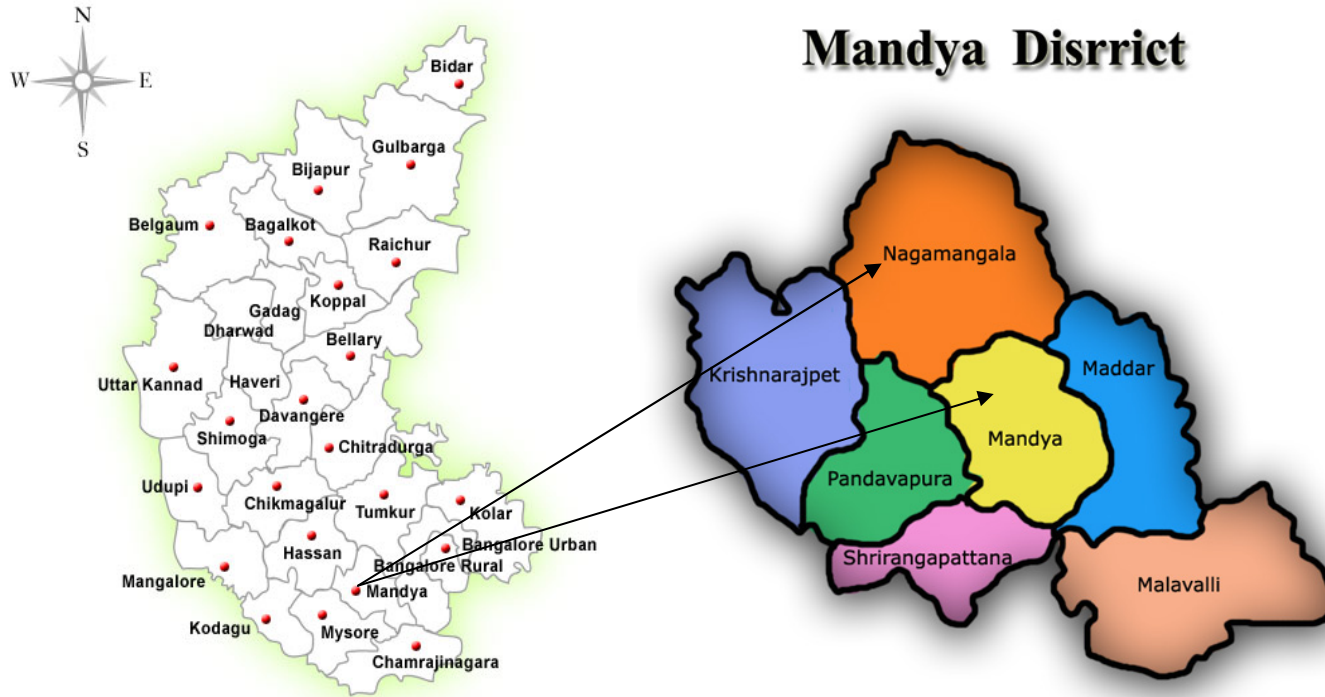 N
W E
S
Bidar
Gulbarga
Bijapur
Belgaum
Bagalkot
Raichur
Koppal
Gadag
Dharwad
Bellary
Uttar Kannad
Haveri
Davangere
Shimoga
Chitradurga
Udupi
Chikmagalur
Tumkur
Kolar
Hassan
Bangalore Urban
Bangalore Rural
Mangalore
Mandya
Kodagu
Mysore
Chamrajinagara
Mandya Disrrict
Nagamangala
Krishnarajpet
Maddar
Mandya
Pandavapura
Shrirangapattana
Malavalli